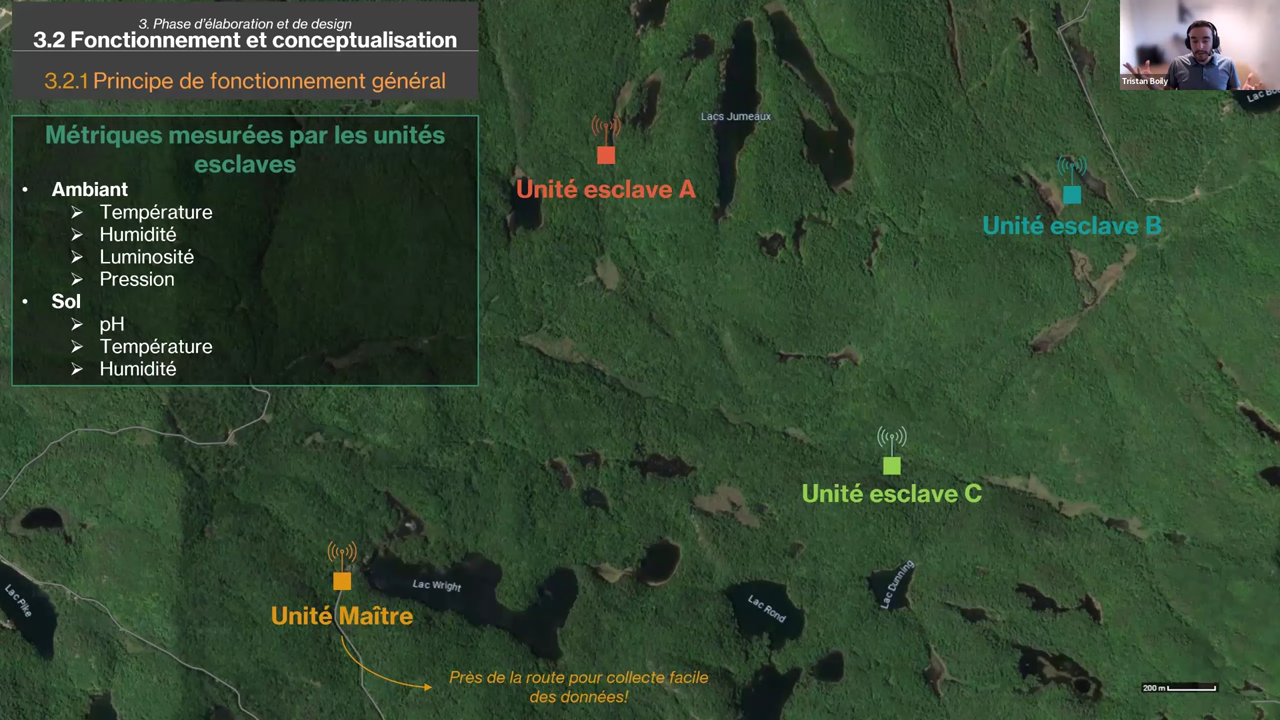 3. Phase d'élaboration et de design
3.2 Fonctionnement et conceptualisation
3.2.1 Principe de fonctionnement général
Métriques mesurées par les unités
esclaves
• Ambiant
➢ Température
➢ Humidité
➢ Luminosité
➢ Pression
• Sol
➢ pH
➢ Température
➢ Humidité
Tristan Boily
Lacs Jumeaux
Unité esclave A
Unité esclave B
Unité esclave C
Lac Wright
Lac Pike
Lac Rond
Lac Dunning
Unité Maître
Près de la route pour collecte facile
des données!
200 m